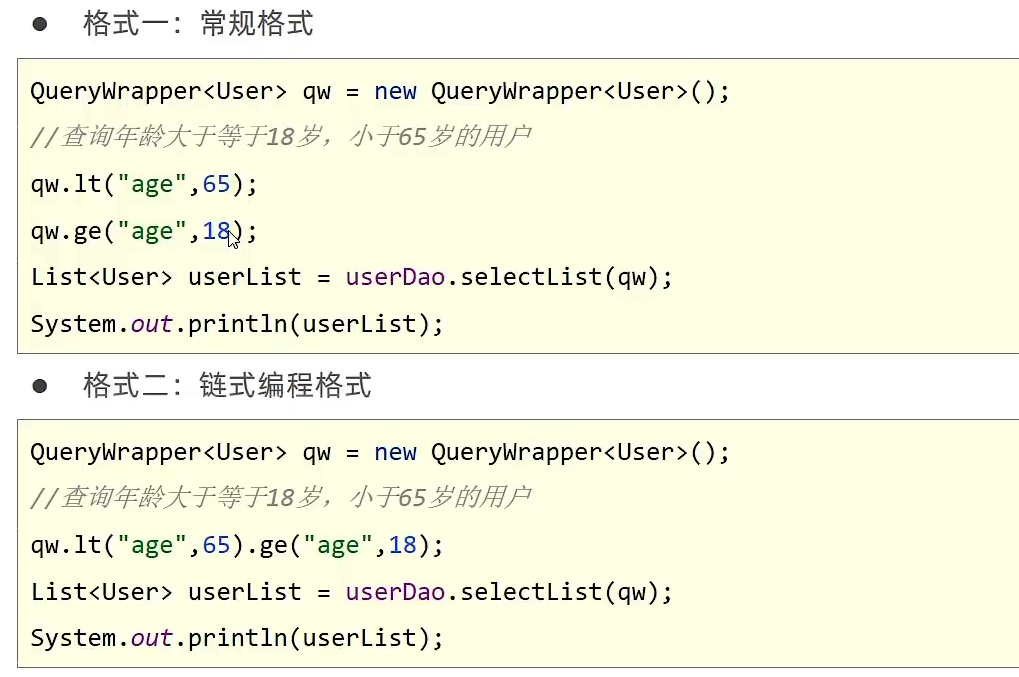 ● 格式一：常规格式
QueryWrapper<User> qw = new QueryWrapper<User>();
//查询年龄大于等于18岁，小于65岁的用户
qw.lt("age",65);
qw.ge("age",18);
List<User> userList = userDao.selectList(qw);
System.out.println(userList);
● 格式二：链式编程格式
QueryWrapper<User> qw = new QueryWrapper<User>();
//查询年龄大于等于18岁，小于65岁的用户
qw.lt("age",65).ge("age",18);
List<User> userList = userDao.selectList(qw);
System.out.println(userList);